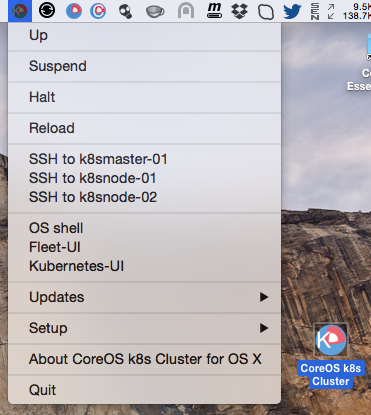 9.5K
138.7K
SEN
Up
Suspend
Halt
Reload
SSH to k8smaster-01
SSH to k8snode-01
SSH to k8snode-02
OS shell
Fleet-UI
Kubernetes-UI
Updates
Setup
About CoreOS k8s Cluster for OS X
Quit
Co
Esse
CoreOS k8s
Cluster